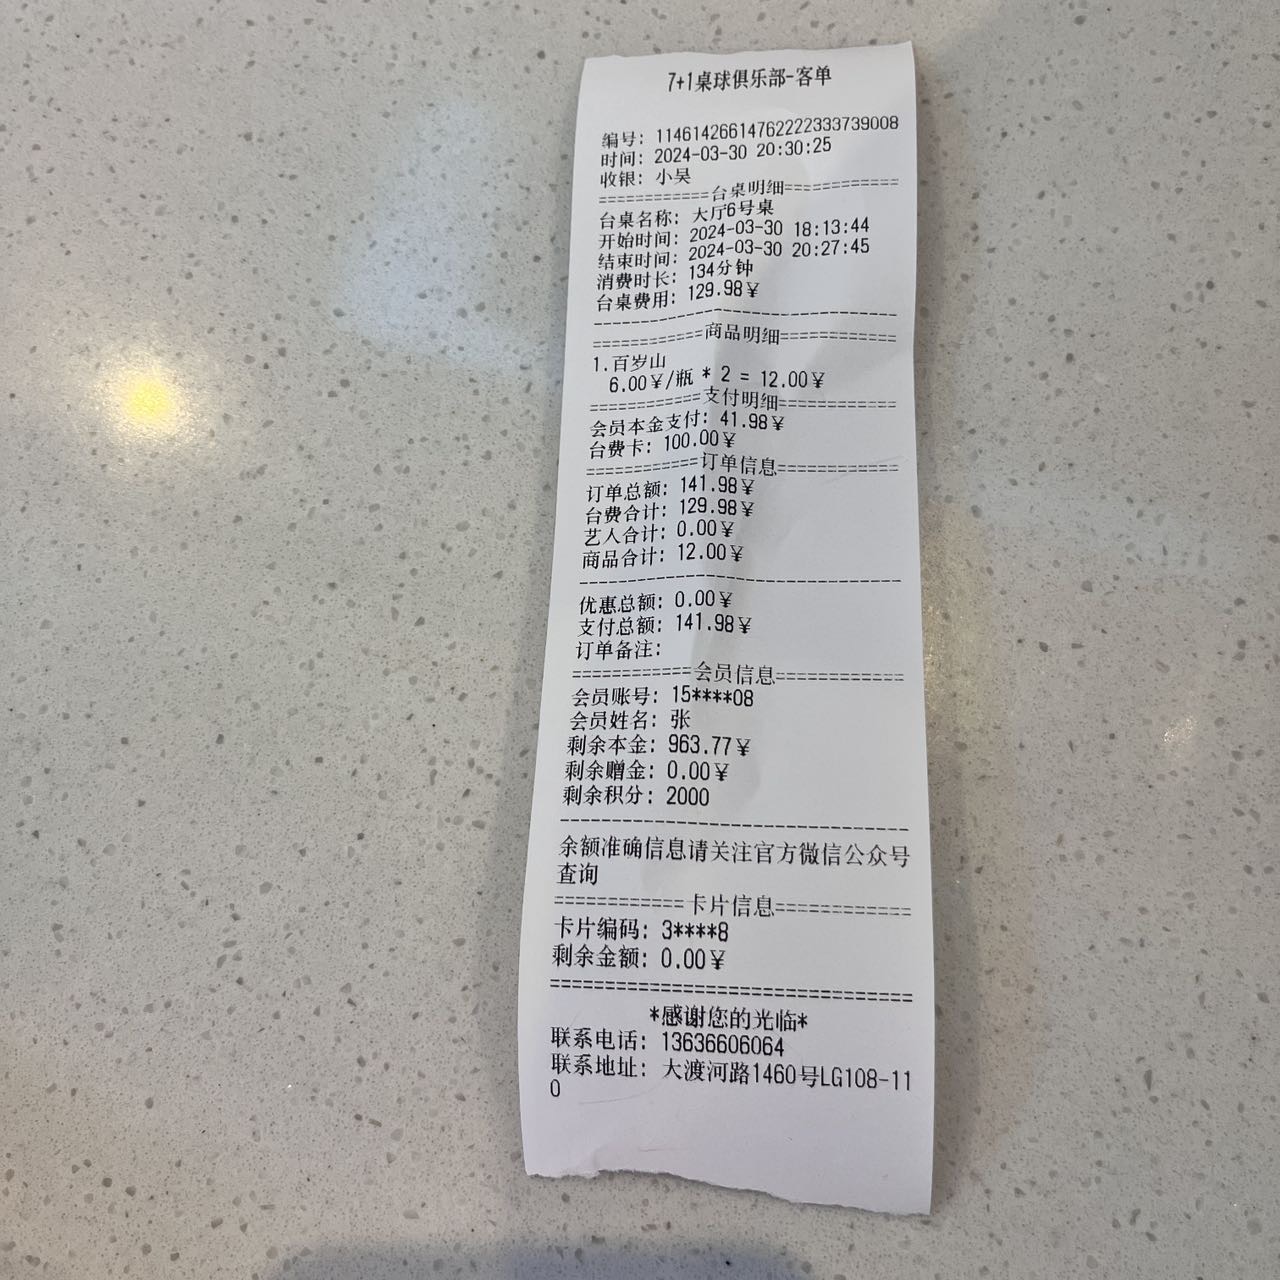 7+1桌球俱乐部-客单
编号: 11461426614762222333739008
时间: 2024-03-30 20:30:25
收银: 小吴
============台桌明细============
台桌名称: 大厅6号桌
开始时间: 2024-03-30 18:13:44
结束时间: 2024-03-30 20:27:45
消费时长: 134分钟
台桌费用: 129.98¥
--------------------------------
============商品明细============
1.百岁山
6.00¥/瓶 * 2 = 12.00¥
============支付明细============
会员本金支付: 41.98¥
台费卡: 100.00¥
============订单信息============
订单总额: 141.98¥
台费合计: 129.98¥
艺人合计: 0.00¥
商品合计: 12.00¥
--------------------------------
优惠总额: 0.00¥
支付总额: 141.98¥
订单备注:
============会员信息============
会员账号: 15****08
会员姓名: 张
剩余本金: 963.77¥
剩余赠金: 0.00¥
剩余积分: 2000
--------------------------------
余额准确信息请关注官方微信公众号
查询
============卡片信息============
卡片编码: 3****8
剩余金额: 0.00¥
================================
*感谢您的光临*
联系电话: 13636606064
联系地址: 大渡河路1460号LG108-11
0